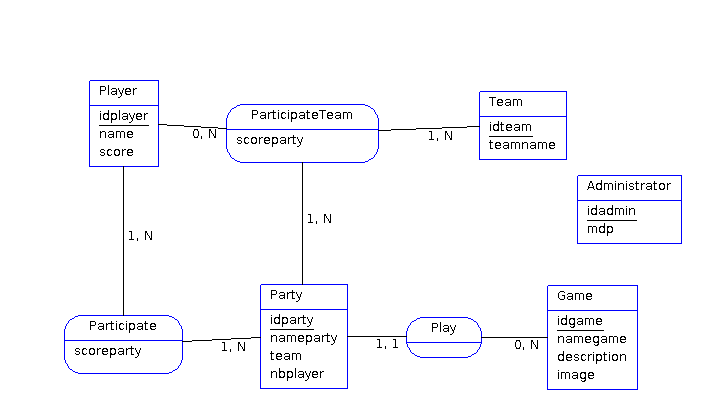 Player
idplayer
name
score
0, N
ParticipateTeam
scoreparty
1, N
Team
idteam
teamname
Administrator
idadmin
mdp
1, N
1, N
Participate
scoreparty
1, N
Party
idparty
nameparty
team
nbplayer
1, 1
Play
0, N
Game
idgame
namegame
description
image